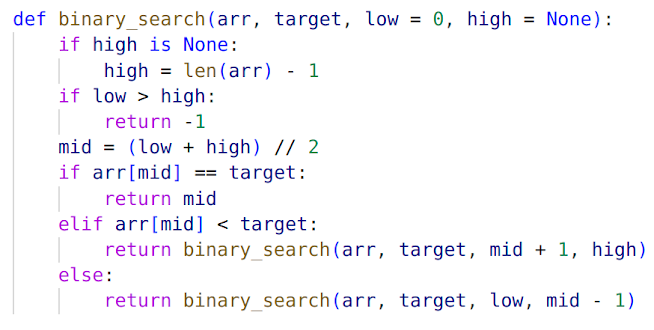 def binary_search(arr, target, low = 0, high = None):
    if high is None:
        high = len(arr) - 1
    if low > high:
        return -1
    mid = (low + high) // 2
    if arr[mid] == target:
        return mid
    elif arr[mid] < target:
        return binary_search(arr, target, mid + 1, high)
    else:
        return binary_search(arr, target, low, mid - 1)